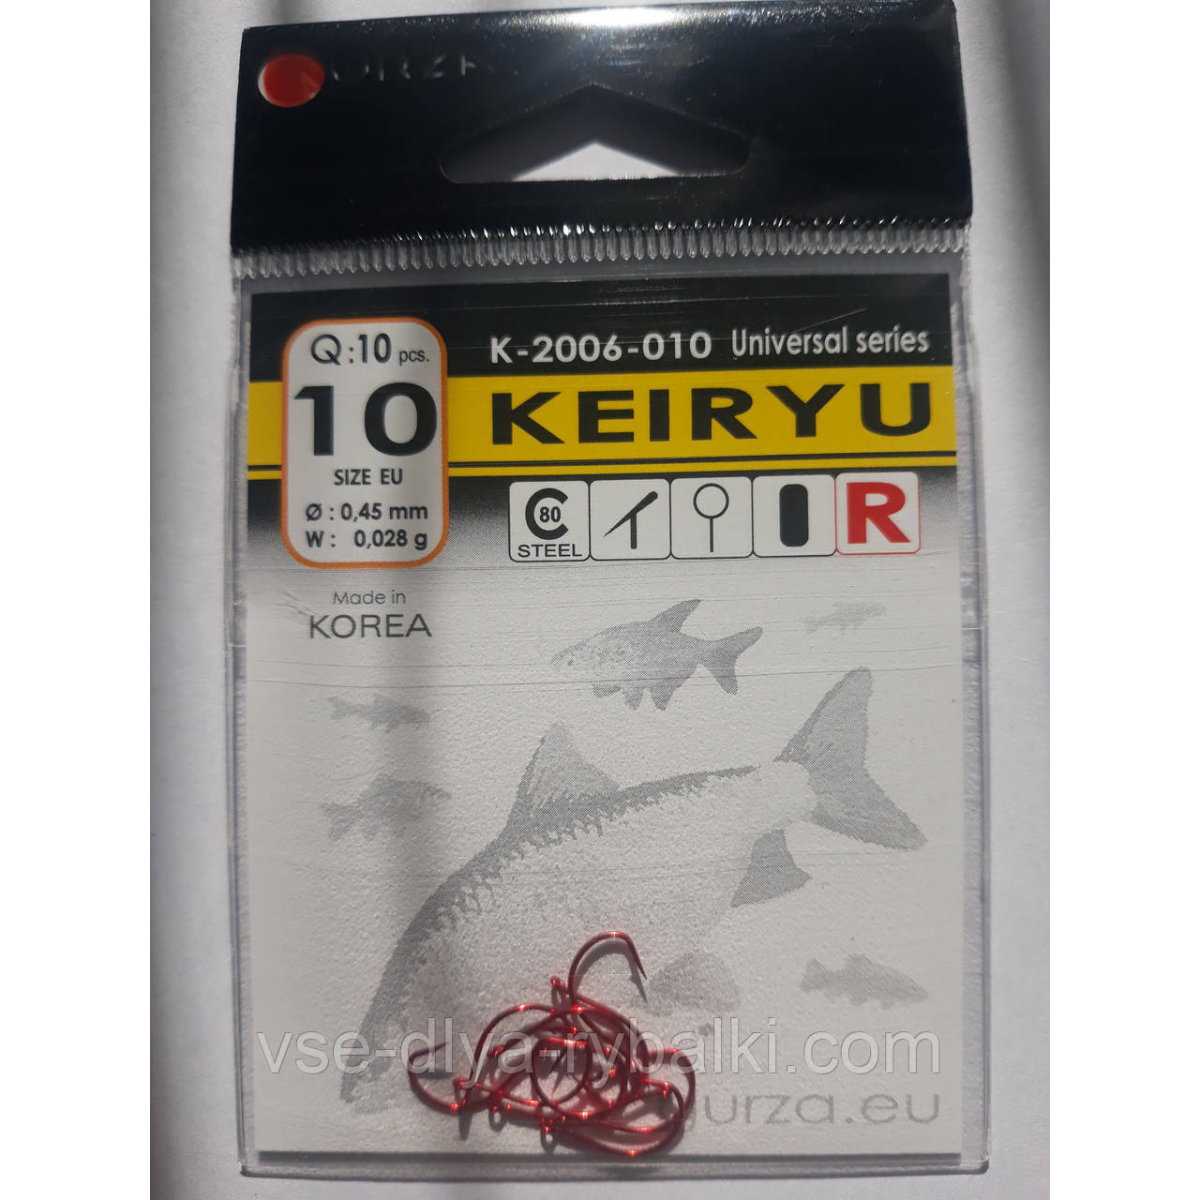 URZA
Q:10 pcs.
10
SIZE EU
Ø : 0,45 mm
W : 0,028 g
K-2006-010 Universal series
KEIRYU
C 80
STEEL
R
Made in
KOREA
vse-dlya-rybalki.com
gurza.eu